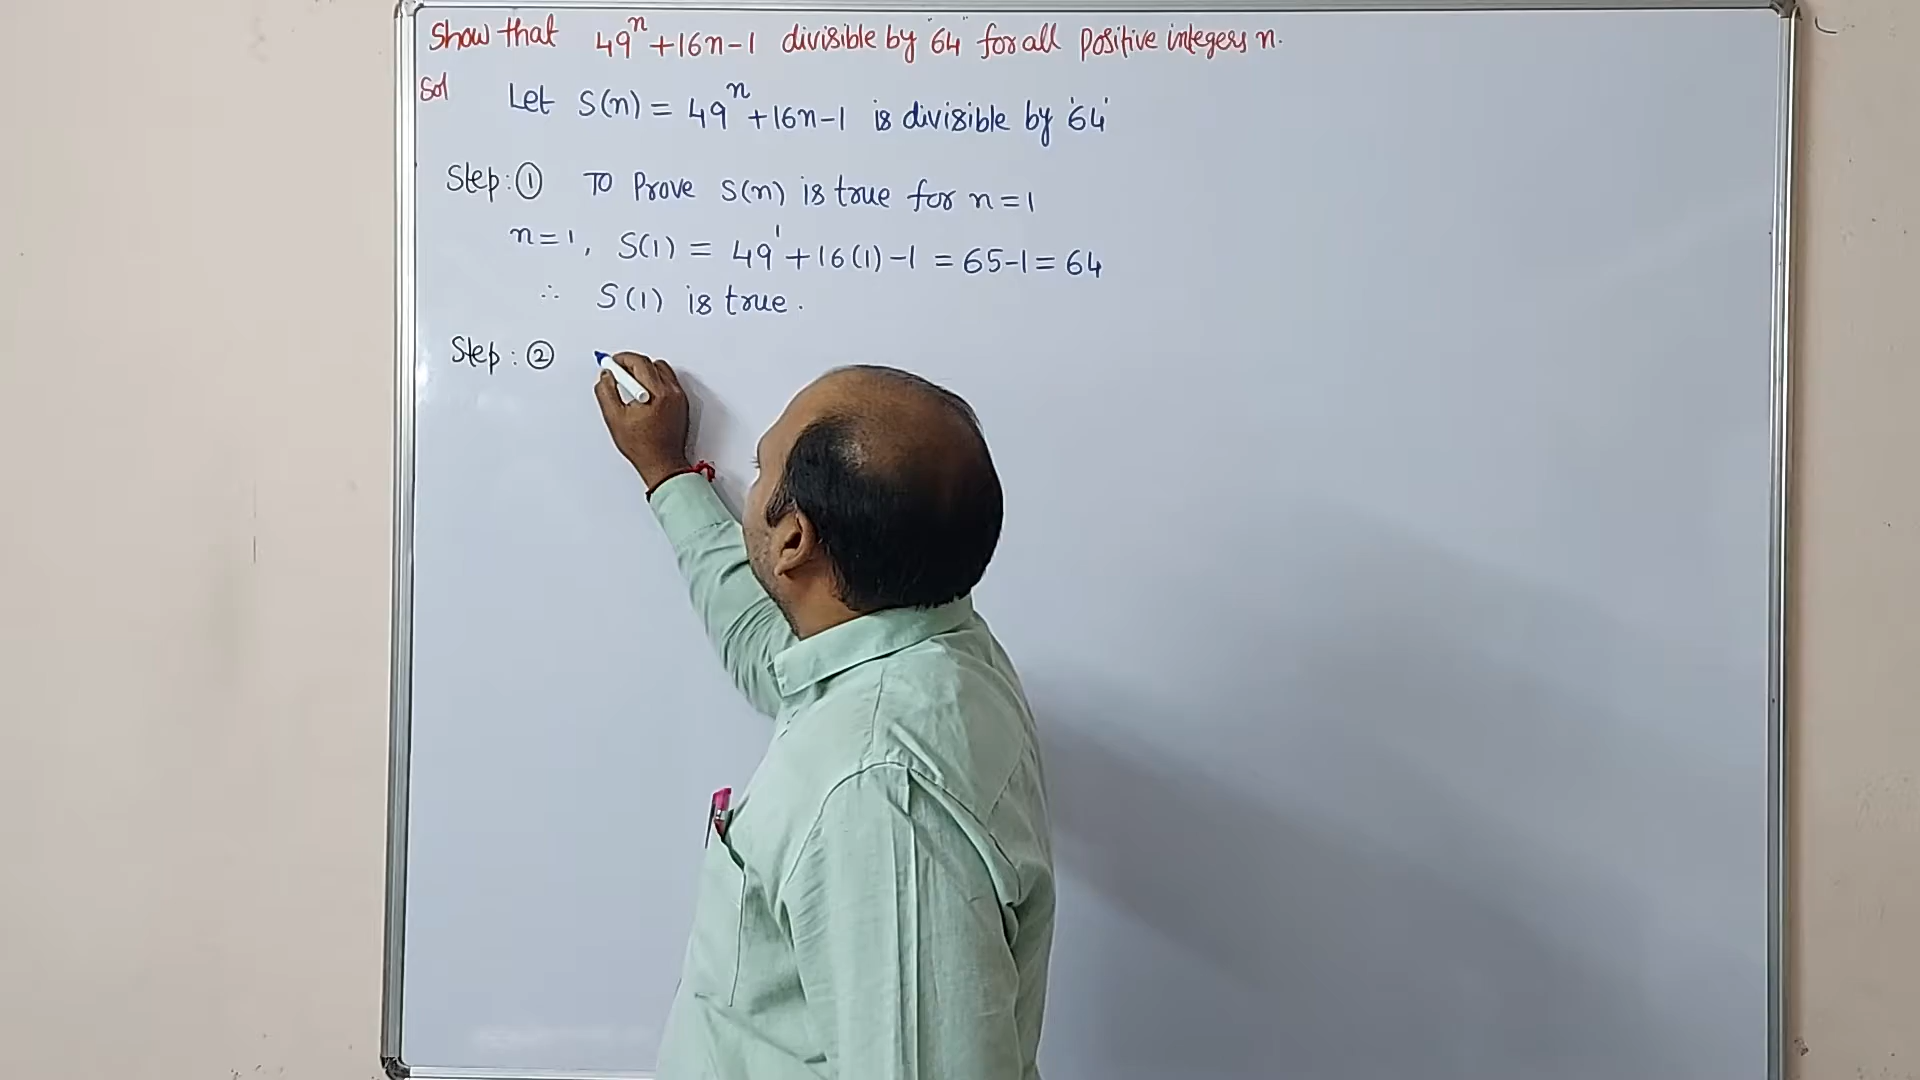 Show that 49ⁿ+16n-1 divisible by '64' for all positive integers n.
Sol Let S(n) = 49ⁿ+16n-1 is divisible by '64'
Step:① To Prove S(n) is true for n=1
n=1, S(1) = 49¹+16(1)-1 = 65-1 = 64
∴ S(1) is true.
Step:②